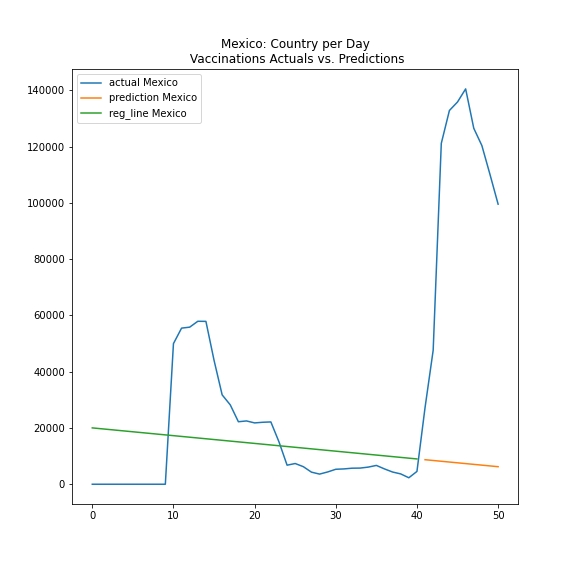 Mexico: Country per Day
Vaccinations Actuals vs. Predictions
actual Mexico
prediction Mexico
reg_line Mexico
140000
120000
100000
80000
60000
40000
20000
0
0 10 20 30 40 50